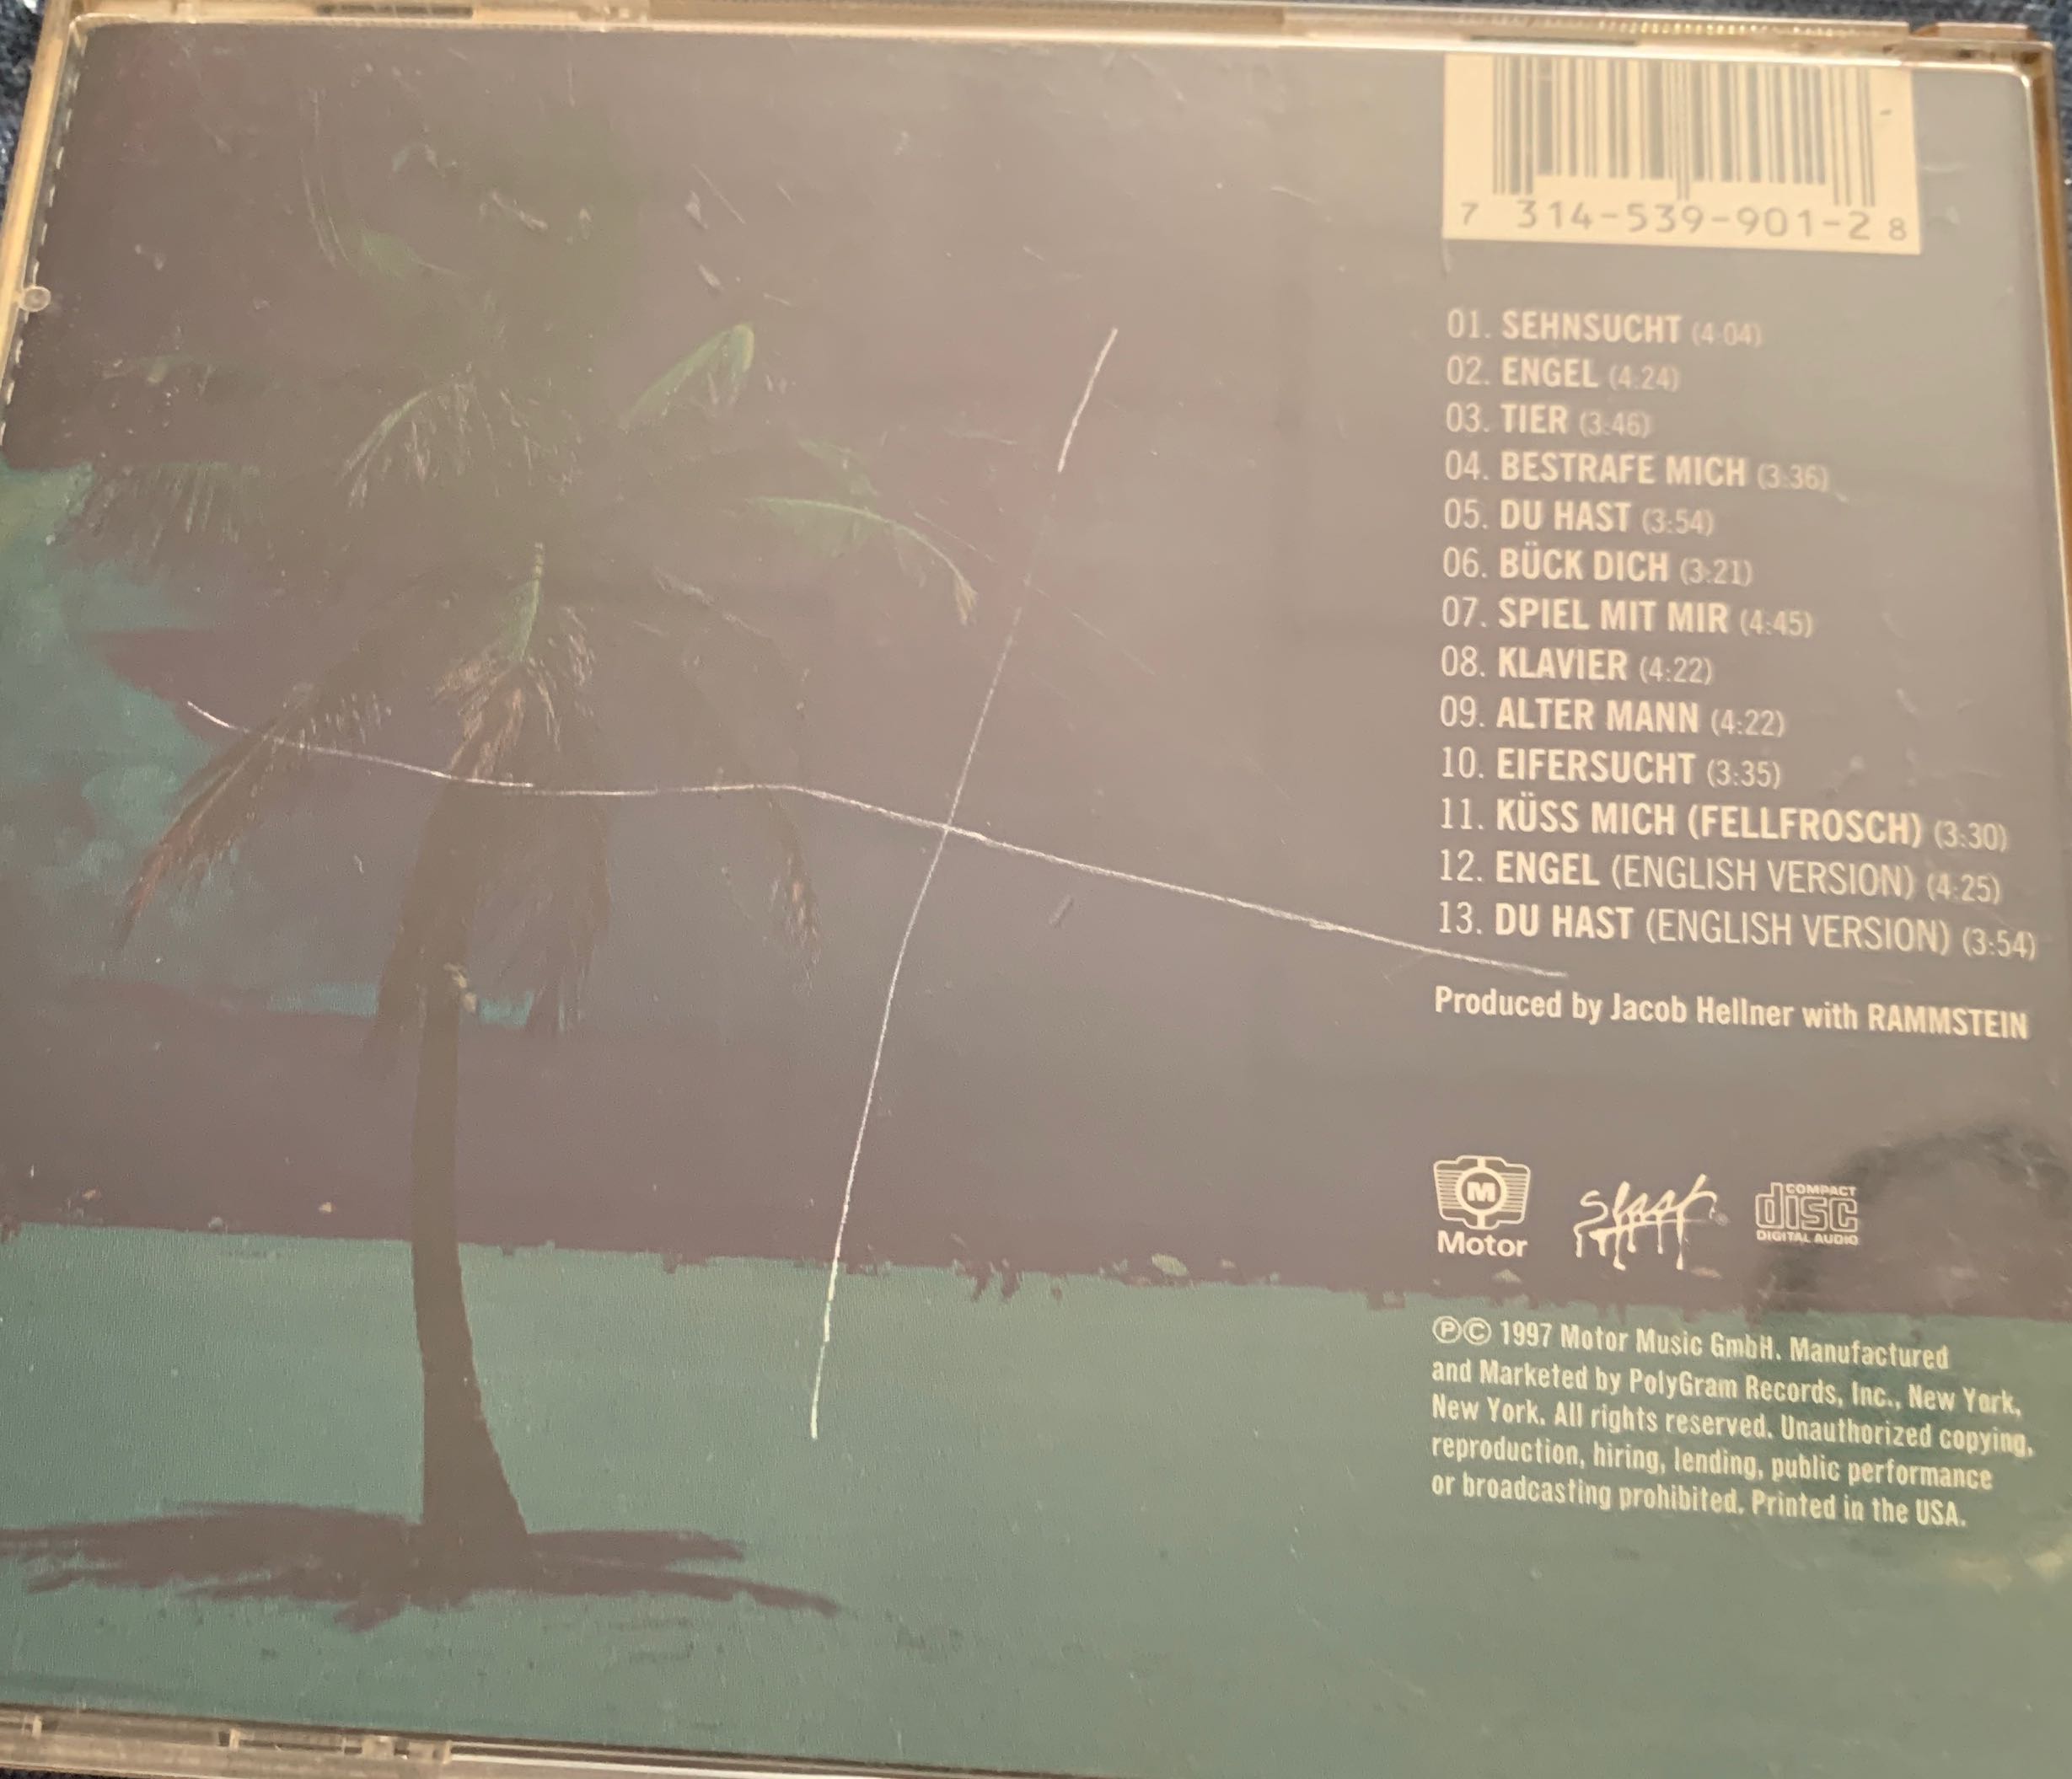 7 314-539-901-2 8
01. SEHNSUCHT (4:04)
02. ENGEL (4:24)
03. TIER (3:46)
04. BESTRAFE MICH (3:36)
05. DU HAST (3:54)
06. BÜCK DICH (3:21)
07. SPIEL MIT MIR (4:45)
08. KLAVIER (4:22)
09. ALTER MANN (4:22)
10. EIFERSUCHT (3:35)
11. KÜSS MICH (FELLFROSCH) (3:30)
12. ENGEL (ENGLISH VERSION) (4:25)
13. DU HAST (ENGLISH VERSION) (3:54)
Produced by Jacob Hellner with RAMMSTEIN
M
Motor
slash
COMPACT
disc
DIGITAL AUDIO
℗© 1997 Motor Music GmbH. Manufactured
and Marketed by PolyGram Records, Inc., New York,
New York. All rights reserved. Unauthorized copying,
reproduction, hiring, lending, public performance
or broadcasting prohibited. Printed in the USA.